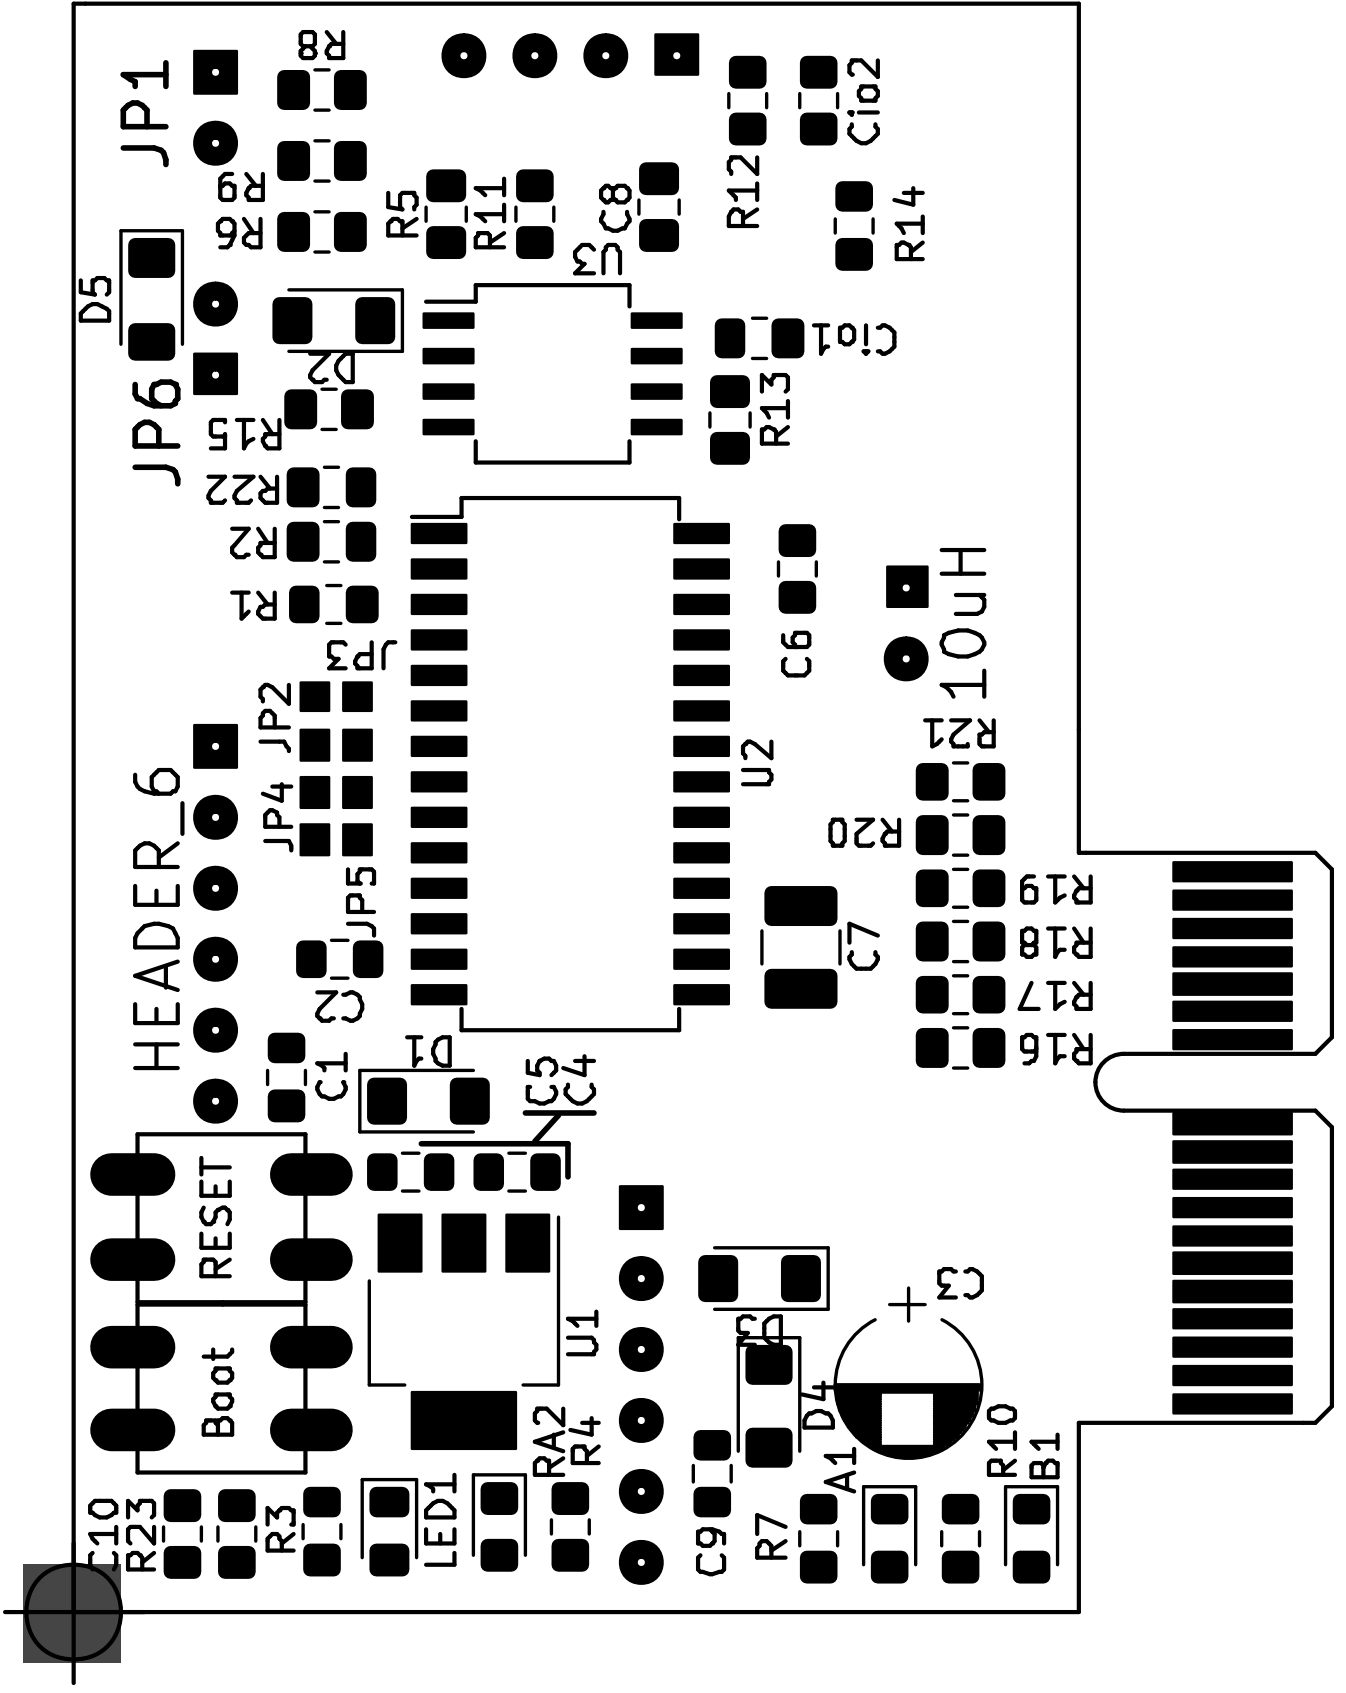 R8
JP1
Cio2
R12
R9
R5
R11
C8
R6
R14
U3
D5
Cio1
D2
R13
JP6
R15
R22
R2
10uH
R1
JP3
C6
JP2
R21
U2
HEADER_6
JP4
R20
JP5
R19
C7
R18
R17
C2
D1
R16
C1
C5
C4
RESET
C3
U1
D3
Boot
D4
RA2
R4
R10
B1
A1
LED1
C10
R23
R3
C9
R7